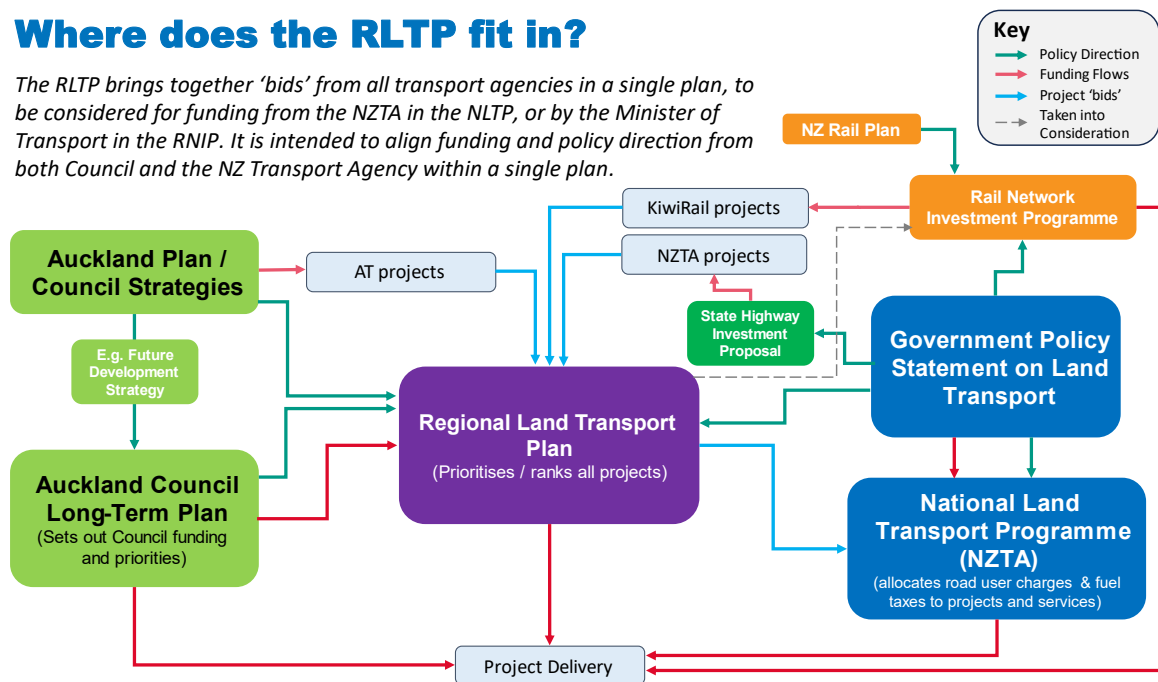 Where does the RLTP fit in?
The RLTP brings together ‘bids’ from all transport agencies in a single plan, to
be considered for funding from the NZTA in the NLTP, or by the Minister of
Transport in the RNIP. It is intended to align funding and policy direction from
both Council and the NZ Transport Agency within a single plan.
Key
Policy Direction
Funding Flows
Project ‘bids’
Taken into
Consideration
NZ Rail Plan
Rail Network
Investment Programme
KiwiRail projects
NZTA projects
AT projects
Auckland Plan /
Council Strategies
State Highway
Investment
Proposal
Government Policy
Statement on Land
Transport
E.g. Future
Development
Strategy
Regional Land Transport
Plan
(Prioritises / ranks all projects)
Auckland Council
Long-Term Plan
(Sets out Council funding
and priorities)
National Land
Transport Programme
(NZTA)
(allocates road user charges & fuel
taxes to projects and services)
Project Delivery